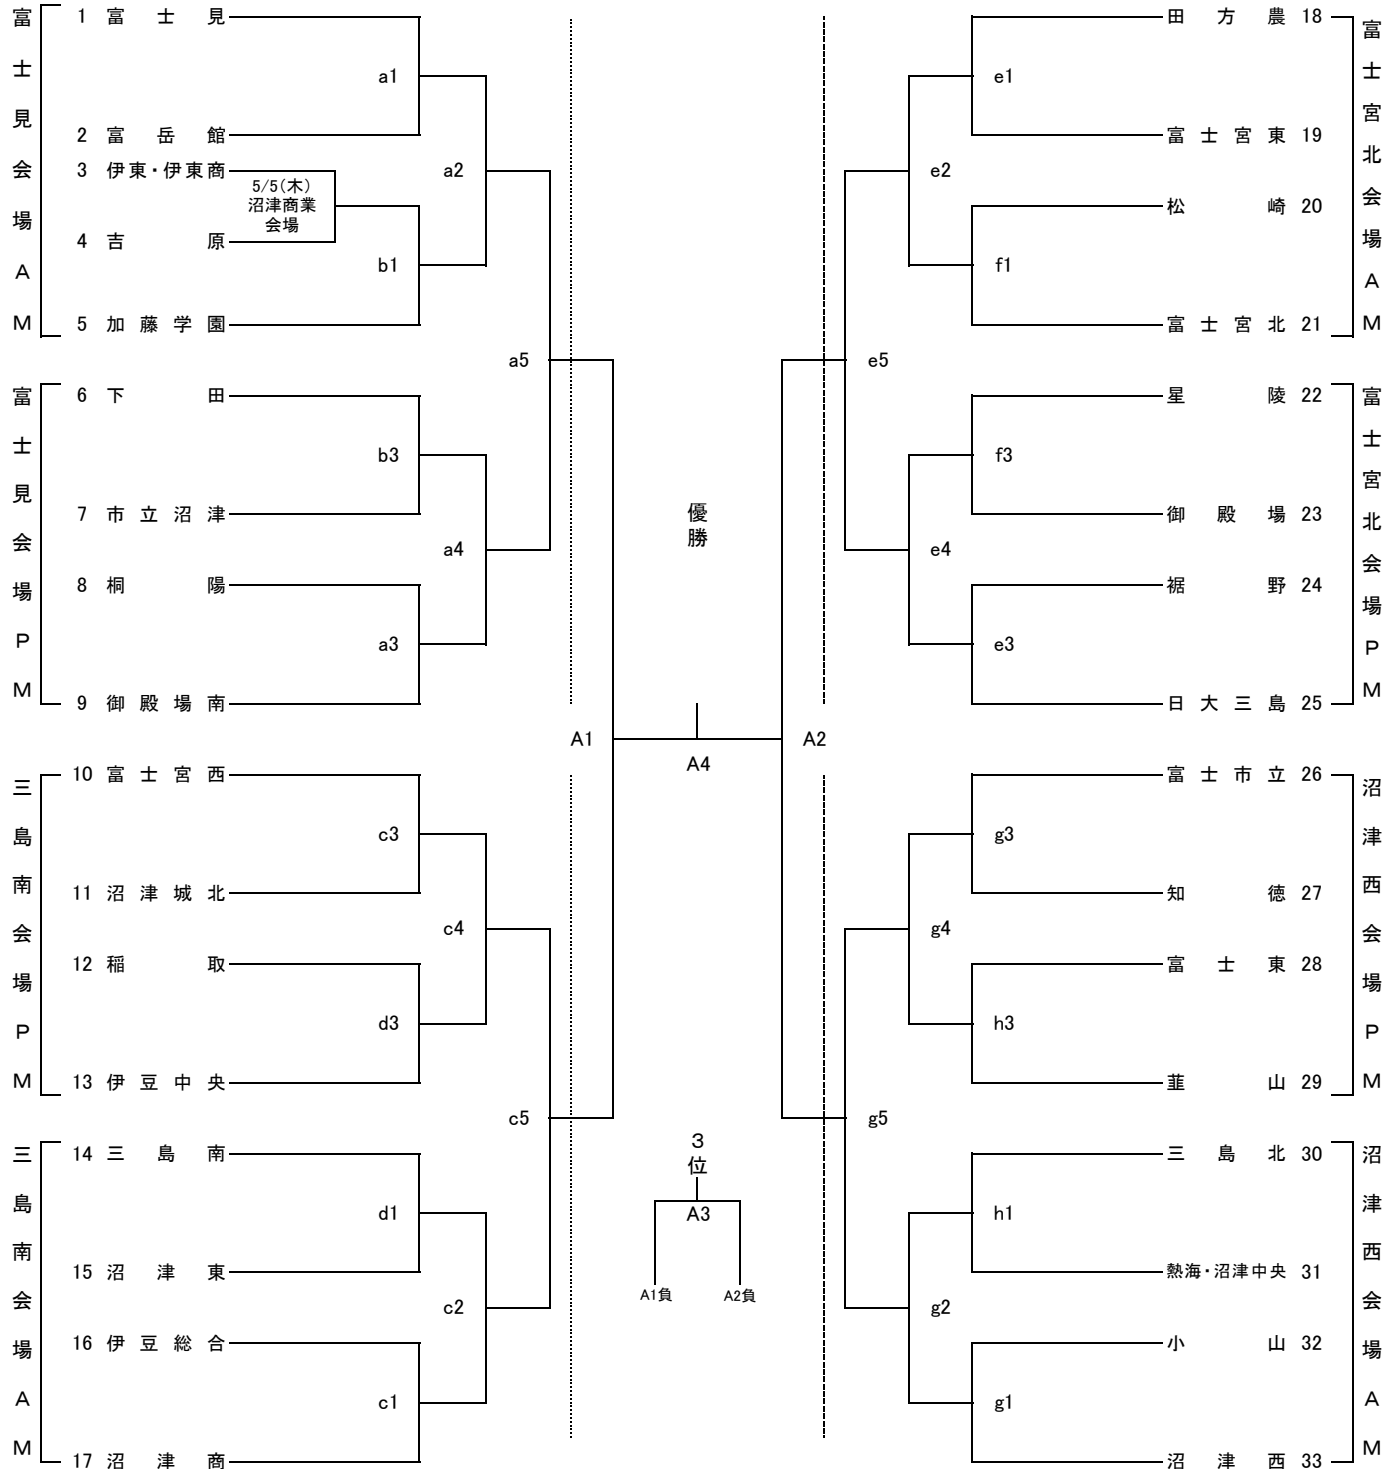 富士見会場AM
1 富士見
a1
2 富岳館
a2
3 伊東・伊東商
5/5(木)
沼津商業
会場
4 吉原
b1
5 加藤学園
a5
富士見会場PM
6 下田
b3
7 市立沼津
a4
8 桐陽
a3
9 御殿場南
A1
三島南会場PM
10 富士宮西
c3
11 沼津城北
c4
12 稲取
d3
13 伊豆中央
c5
三島南会場AM
14 三島南
d1
15 沼津東
c2
16 伊豆総合
c1
17 沼津商
優勝
A4
3位
A3
A1負
A2負
富士宮北会場AM
田方農 18
e1
富士宮東 19
e2
松崎 20
f1
富士宮北 21
e5
富士宮北会場PM
星陵 22
f3
御殿場 23
e4
裾野 24
e3
日大三島 25
A2
沼津西会場PM
富士市立 26
g3
知徳 27
g4
富士東 28
h3
韮山 29
g5
沼津西会場AM
三島北 30
h1
熱海・沼津中央 31
g2
小山 32
g1
沼津西 33